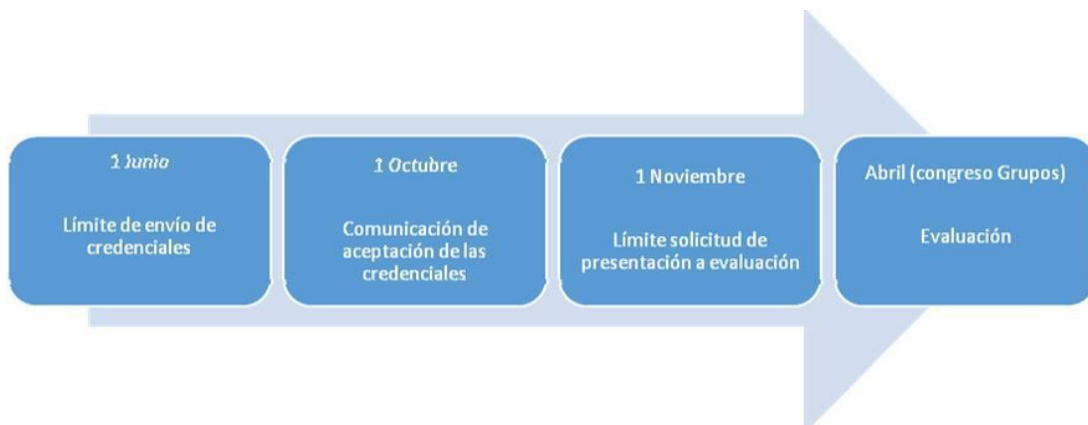 1 Junio
Límite de envío de
credenciales
1 Octubre
Comunicación de
aceptación de las
credenciales
1 Noviembre
Límite solicitud de
presentación a evaluación
Abril (congreso Grupos)
Evaluación